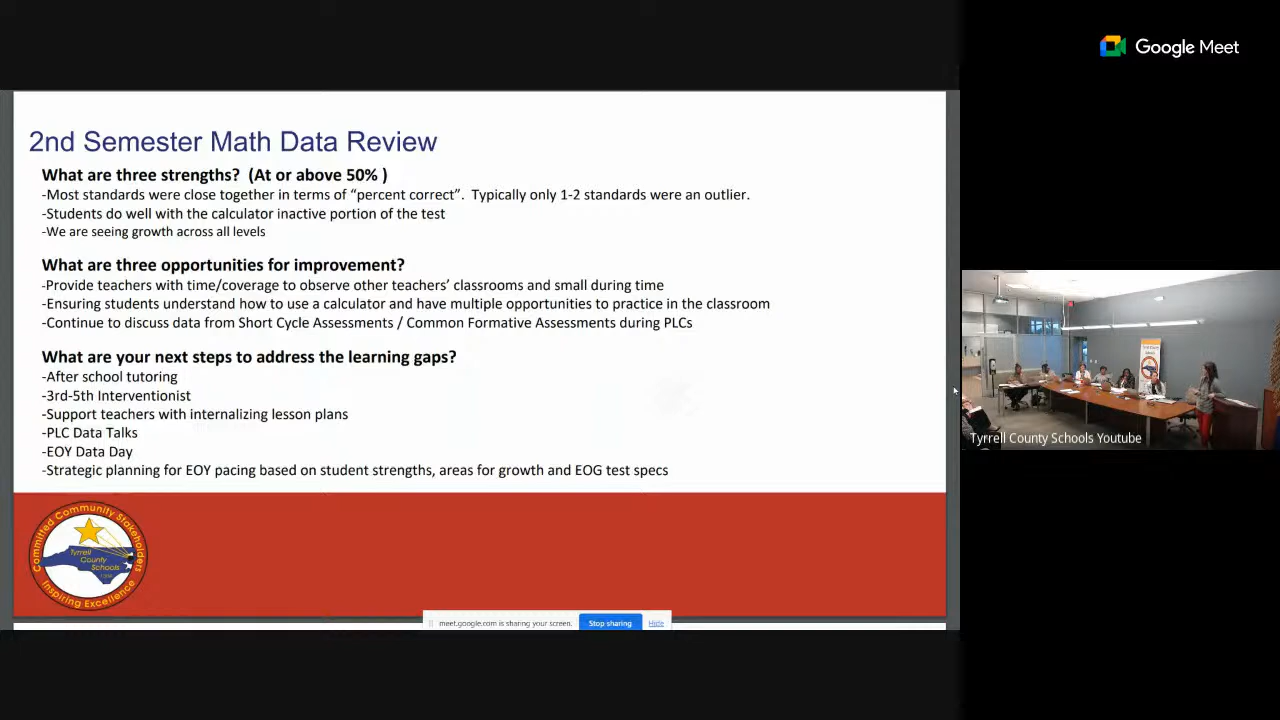 Google Meet
2nd Semester Math Data Review
What are three strengths?  (At or above 50% )
-Most standards were close together in terms of “percent correct”.  Typically only 1-2 standards were an outlier.
-Students do well with the calculator inactive portion of the test
-We are seeing growth across all levels
What are three opportunities for improvement?
-Provide teachers with time/coverage to observe other teachers’ classrooms and small during time
-Ensuring students understand how to use a calculator and have multiple opportunities to practice in the classroom
-Continue to discuss data from Short Cycle Assessments / Common Formative Assessments during PLCs
What are your next steps to address the learning gaps?
-After school tutoring
-3rd-5th Interventionist
-Support teachers with internalizing lesson plans
-PLC Data Talks
-EOY Data Day
-Strategic planning for EOY pacing based on student strengths, areas for growth and EOG test specs
Committed Community Stakeholders
Tyrrell
County
Schools
Inspiring Excellence
meet.google.com is sharing your screen.
Stop sharing
Hide
Tyrrell County Schools Youtube